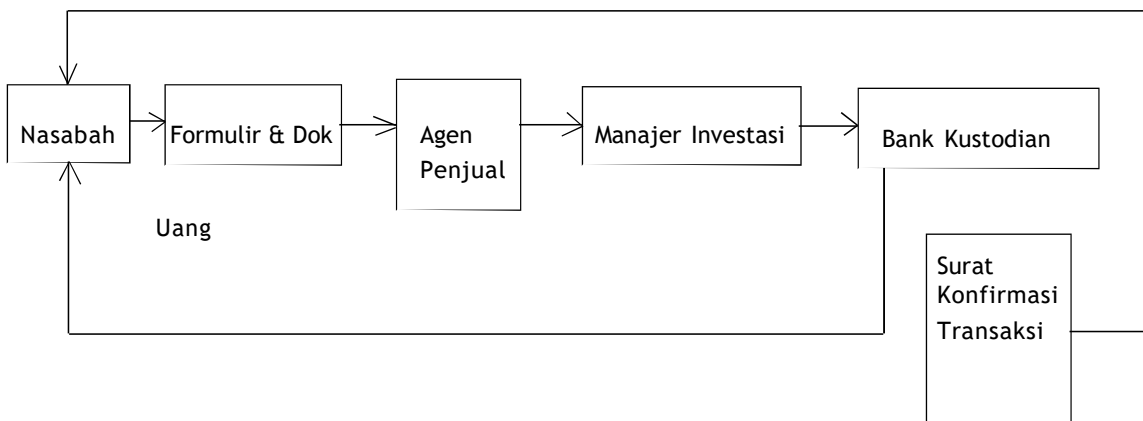 Nasabah
Formulir & Dok
Agen
Penjual
Manajer Investasi
Bank Kustodian
Uang
Surat
Konfirmasi
Transaksi